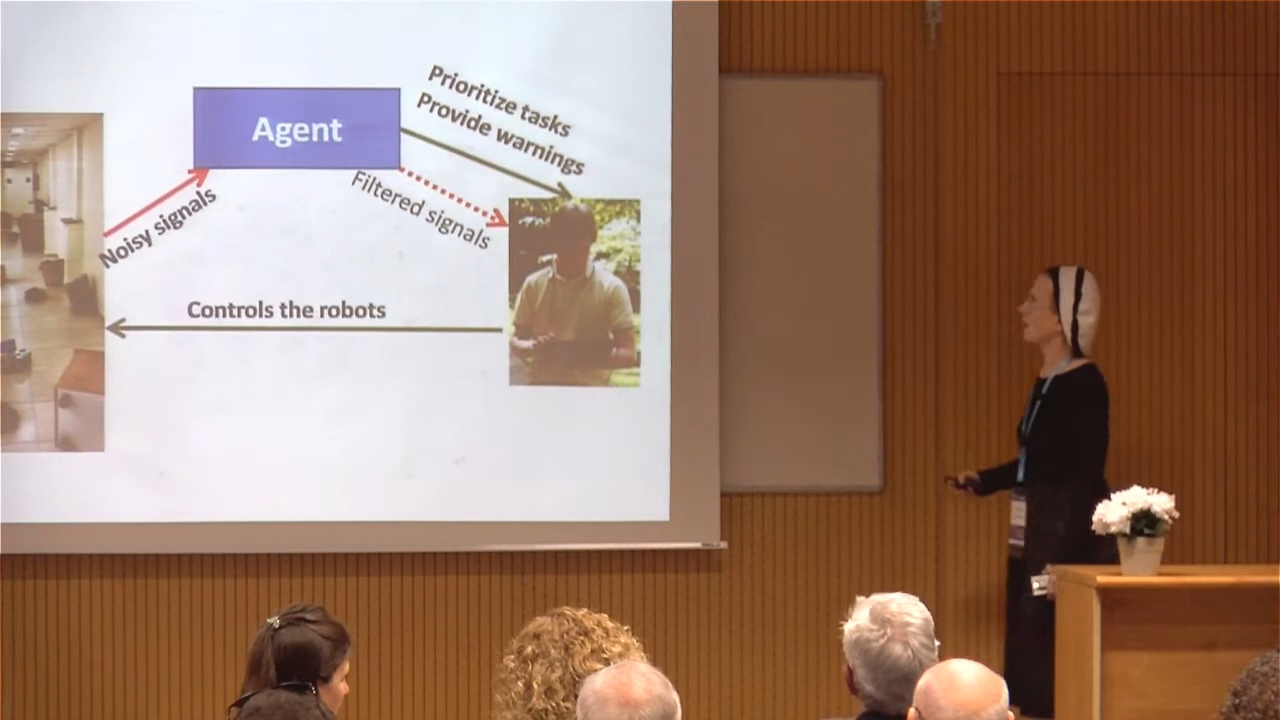 Agent
Prioritize tasks
Provide warnings
Noisy signals
Filtered signals
Controls the robots